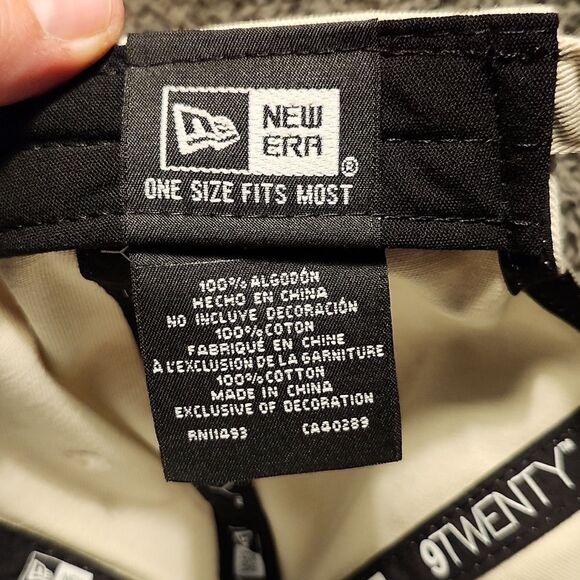 NEW
ERA®
ONE SIZE FITS MOST
100% ALGODÓN
HECHO EN CHINA
NO INCLUYE DECORACIÓN
100% COTON
FABRIQUÉ EN CHINE
À L'EXCLUSION DE LA GARNITURE
100% COTTON
MADE IN CHINA
EXCLUSIVE OF DECORATION
RN11493 CA40289
9TWENTY™